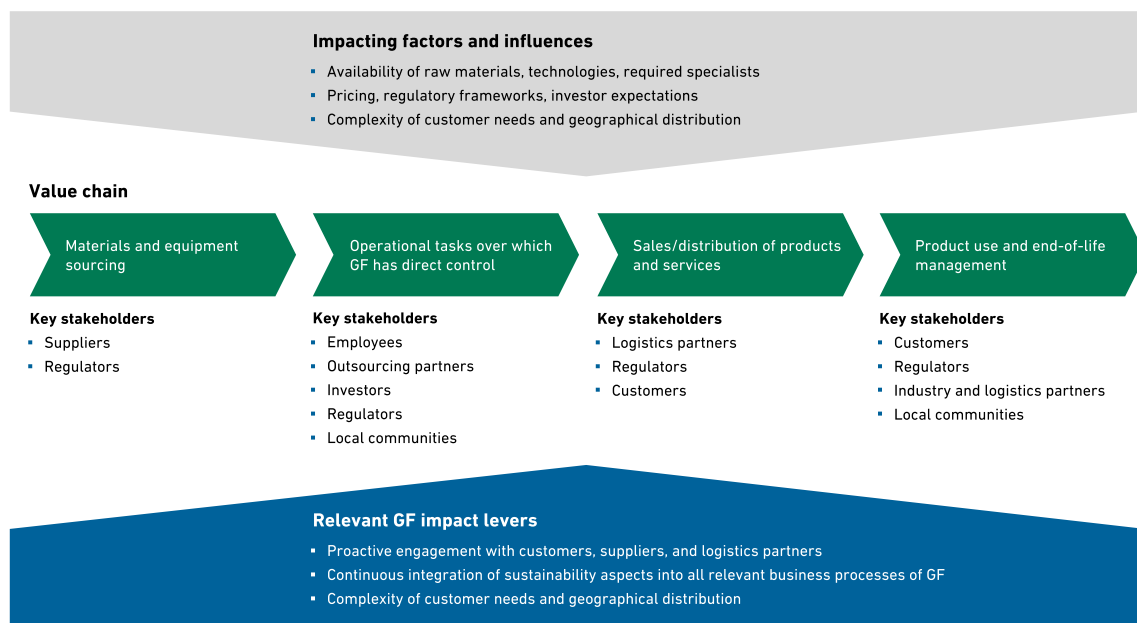 Impacting factors and influences
Availability of raw materials, technologies, required specialists
Pricing, regulatory frameworks, investor expectations
Complexity of customer needs and geographical distribution
Value chain
Materials and equipment
sourcing
Key stakeholders
Suppliers
Regulators
Operational tasks over which
GF has direct control
Key stakeholders
Employees
Outsourcing partners
Investors
Regulators
Local communities
Sales/distribution of products
and services
Key stakeholders
Logistics partners
Regulators
Customers
Product use and end-of-life
management
Key stakeholders
Customers
Regulators
Industry and logistics partners
Local communities
Relevant GF impact levers
Proactive engagement with customers, suppliers, and logistics partners
Continuous integration of sustainability aspects into all relevant business processes of GF
Complexity of customer needs and geographical distribution